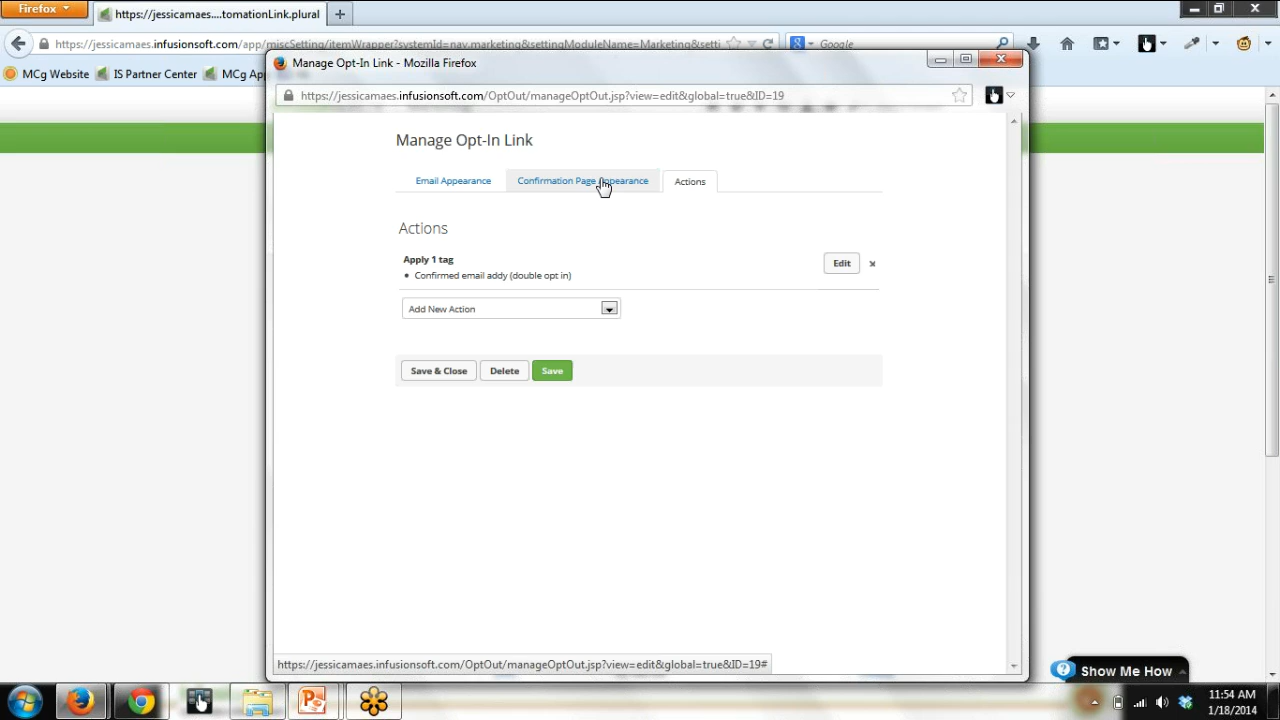 Firefox
https://jessicamaes....tomationLink.plural
https://jessicamaes.infusionsoft.com/app/miscSetting/itemWrapper?systemId=nav.marketing&settingModuleName=Marketing&setti
Google
MCg Website
IS Partner Center
MCg Ap
Manage Opt-In Link - Mozilla Firefox
https://jessicamaes.infusionsoft.com/OptOut/manageOptOut.jsp?view=edit&global=true&ID=19
Manage Opt-In Link
Email Appearance
Confirmation Page Appearance
Actions
Actions
Apply 1 tag
Edit
• Confirmed email addy (double opt in)
Add New Action
Save & Close
Delete
Save
https://jessicamaes.infusionsoft.com/OptOut/manageOptOut.jsp?view=edit&global=true&ID=19#
Show Me How
11:54 AM
1/18/2014